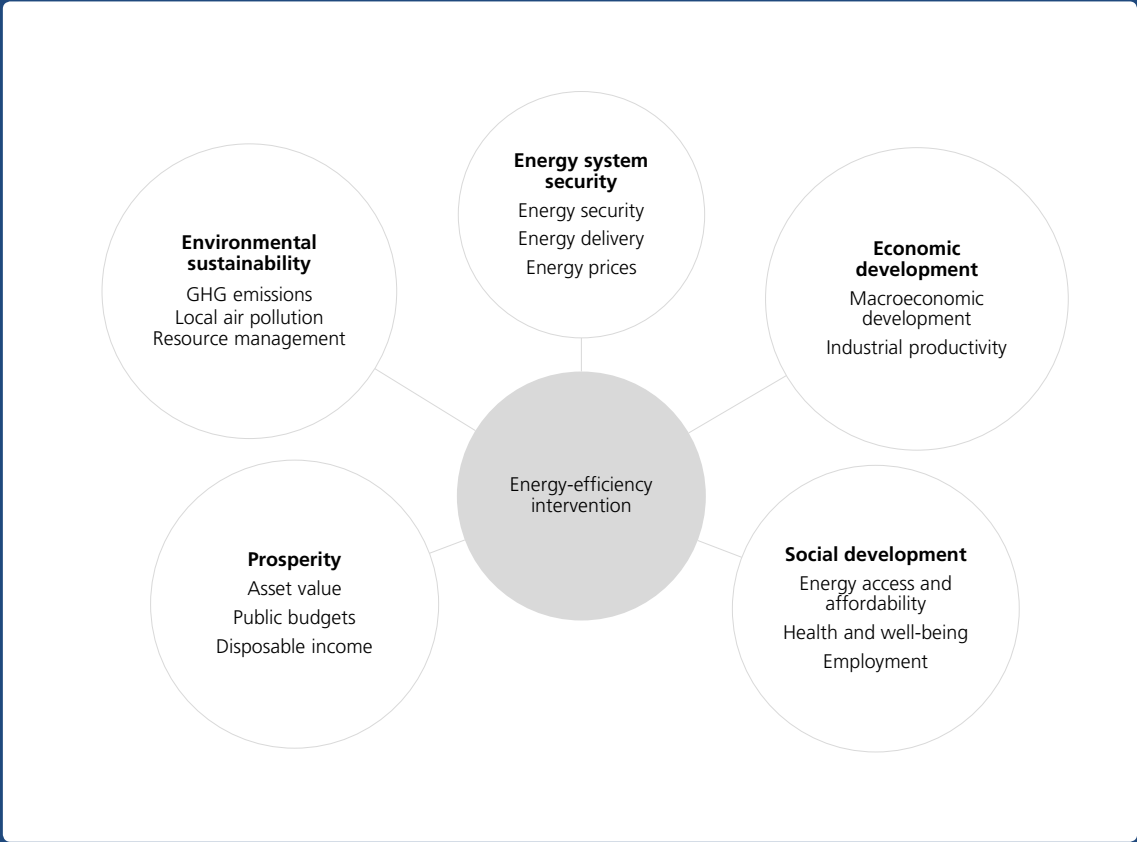 Energy system
security
Energy security
Energy delivery
Energy prices
Environmental
sustainability
GHG emissions
Local air pollution
Resource management
Economic
development
Macroeconomic
development
Industrial productivity
Energy-efficiency
intervention
Prosperity
Asset value
Public budgets
Disposable income
Social development
Energy access and
affordability
Health and well-being
Employment